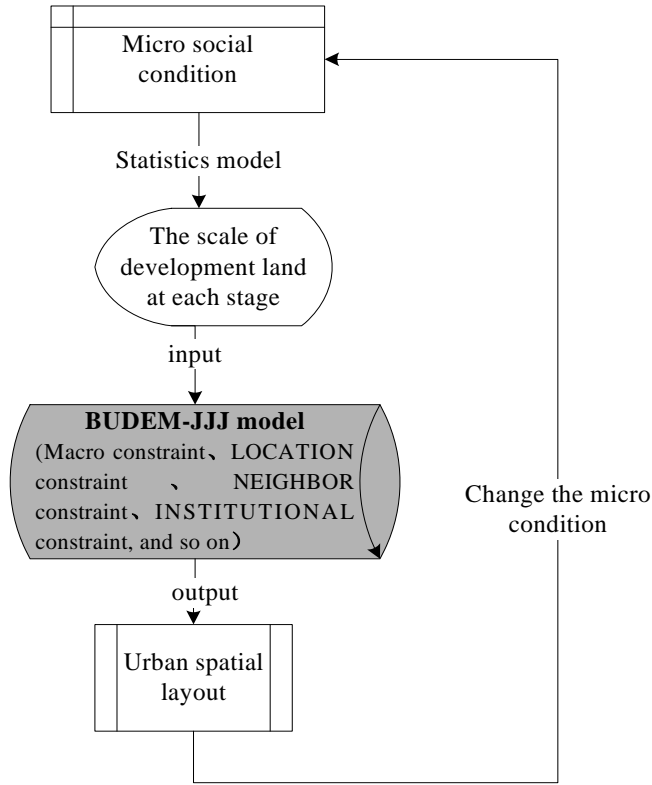 Micro social
condition
Statistics model
The scale of
development land
at each stage
input
BUDEM-JJJ model
(Macro constraint、LOCATION
constraint 、 NEIGHBOR
constraint、INSTITUTIONAL
constraint, and so on）
Change the micro
condition
output
Urban spatial
layout